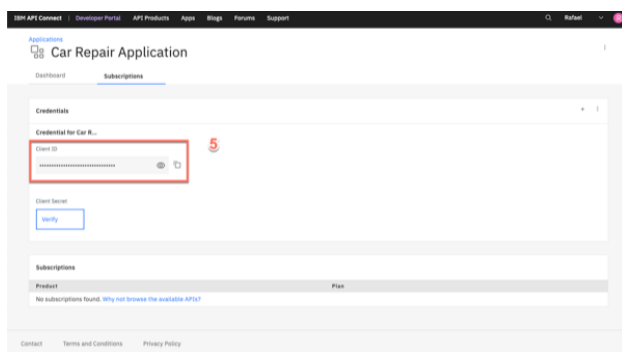 IBM API Connect | Developer Portal API Products Apps Blogs Forums Support Rafael
Applications
Car Repair Application
Dashboard Subscriptions
Credentials
Credential for Car R...
Client ID
5
Client Secret
Verify
Subscriptions
Product Plan
No subscriptions found. Why not browse the available APIs?
Contact Terms and Conditions Privacy Policy